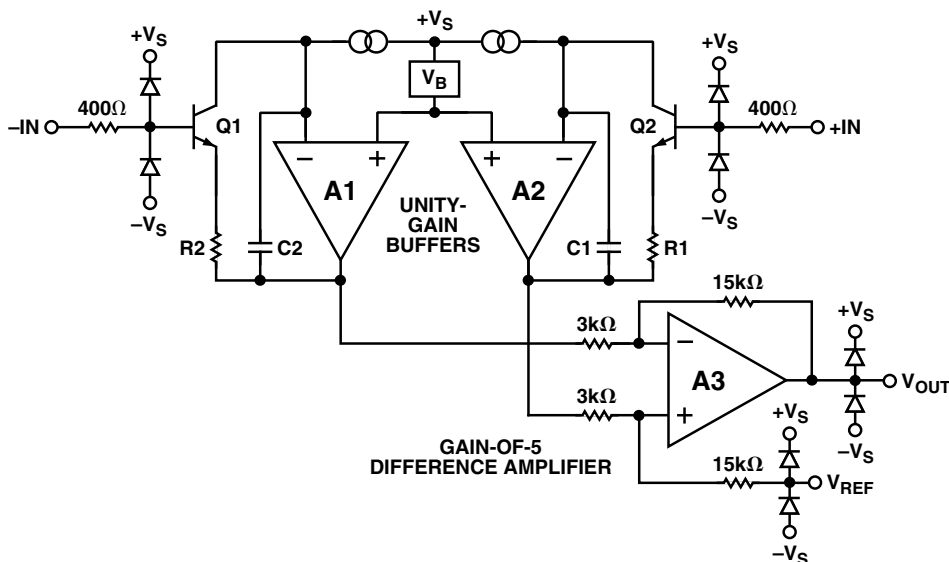 +VS
+VS
+VS
VB
400Ω
400Ω
–IN
Q1
Q2
+IN
–
+
+
–
A1
A2
–VS
–VS
UNITY-
GAIN
BUFFERS
R2
C2
C1
R1
15kΩ
+VS
3kΩ
–
A3
VOUT
3kΩ
+
+VS
–VS
GAIN-OF-5
DIFFERENCE AMPLIFIER
15kΩ
VREF
–VS